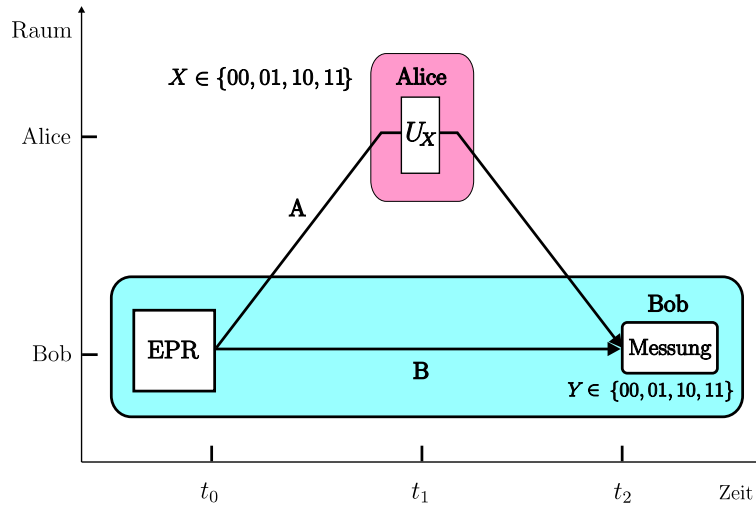 Raum
X ∈ {00, 01, 10, 11}
Alice
Alice
U_X
A
Bob
EPR
Bob
Messung
B
Y ∈ {00, 01, 10, 11}
t_0
t_1
t_2
Zeit